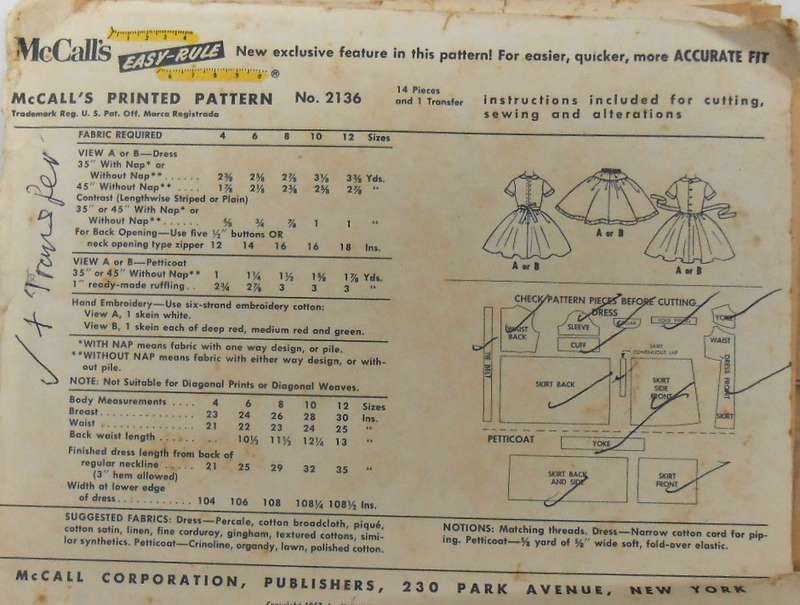 McCall's EASY-RULE ® New exclusive feature in this pattern! For easier, quicker, more ACCURATE FIT
McCALL'S PRINTED PATTERN No. 2136 14 Pieces and 1 Transfer instructions included for cutting, sewing and alterations
Trademark Reg. U. S. Pat. Off. Marca Registrada
✓ + Transfer
FABRIC REQUIRED 4 6 8 10 12 Sizes
VIEW A or B—Dress
35" With Nap* or
Without Nap** 2⅜ 2⅝ 2⅞ 3⅛ 3⅜ Yds.
45" Without Nap** 1⅞ 2⅛ 2⅜ 2⅝ 2⅞ "
Contrast (Lengthwise Striped or Plain)
35" or 45" With Nap* or
Without Nap** ⅝ ¾ ⅞ 1 1 "
For Back Opening—Use five ½" buttons OR
neck opening type zipper 12 14 16 16 18 Ins.
VIEW A or B—Petticoat
35" or 45" Without Nap** 1 1¼ 1½ 1⅝ 1⅞ Yds.
1" ready-made ruffling 2¾ 2⅞ 3 3 3 "
Hand Embroidery—Use six-strand embroidery cotton:
View A, 1 skein white.
View B, 1 skein each of deep red, medium red and green.
*WITH NAP means fabric with one way design, or pile.
**WITHOUT NAP means fabric with either way design, or without pile.
NOTE: Not Suitable for Diagonal Prints or Diagonal Weaves.
Body Measurements 4 6 8 10 12 Sizes
Breast 23 24 26 28 30 Ins.
Waist 21 22 23 24 25 "
Back waist length 10½ 11½ 12¼ 13 "
Finished dress length from back of
regular neckline 21 25 29 32 35 "
(3" hem allowed)
Width at lower edge
of dress 104 106 108 108¼ 108½ Ins.
SUGGESTED FABRICS: Dress—Percale, cotton broadcloth, piqué,
cotton satin, linen, fine corduroy, gingham, textured cottons, similar synthetics. Petticoat—Crinoline, organdy, lawn, polished cotton.
A or B
A or B
A or B
CHECK PATTERN PIECES BEFORE CUTTING
DRESS
TIE BELT
WAIST BACK
SLEEVE
CUFF
COLLAR
YOKE
WAIST
DRESS FRONT
SKIRT
SKIRT CONTINUOUS LAP
SKIRT BACK
SKIRT SIDE FRONT
PETTICOAT
YOKE
SKIRT BACK AND SIDE
SKIRT FRONT
NOTIONS: Matching threads. Dress—Narrow cotton cord for piping. Petticoat—⅝ yard of ⅝" wide soft, fold-over elastic.
McCALL CORPORATION, PUBLISHERS, 230 PARK AVENUE, NEW YORK